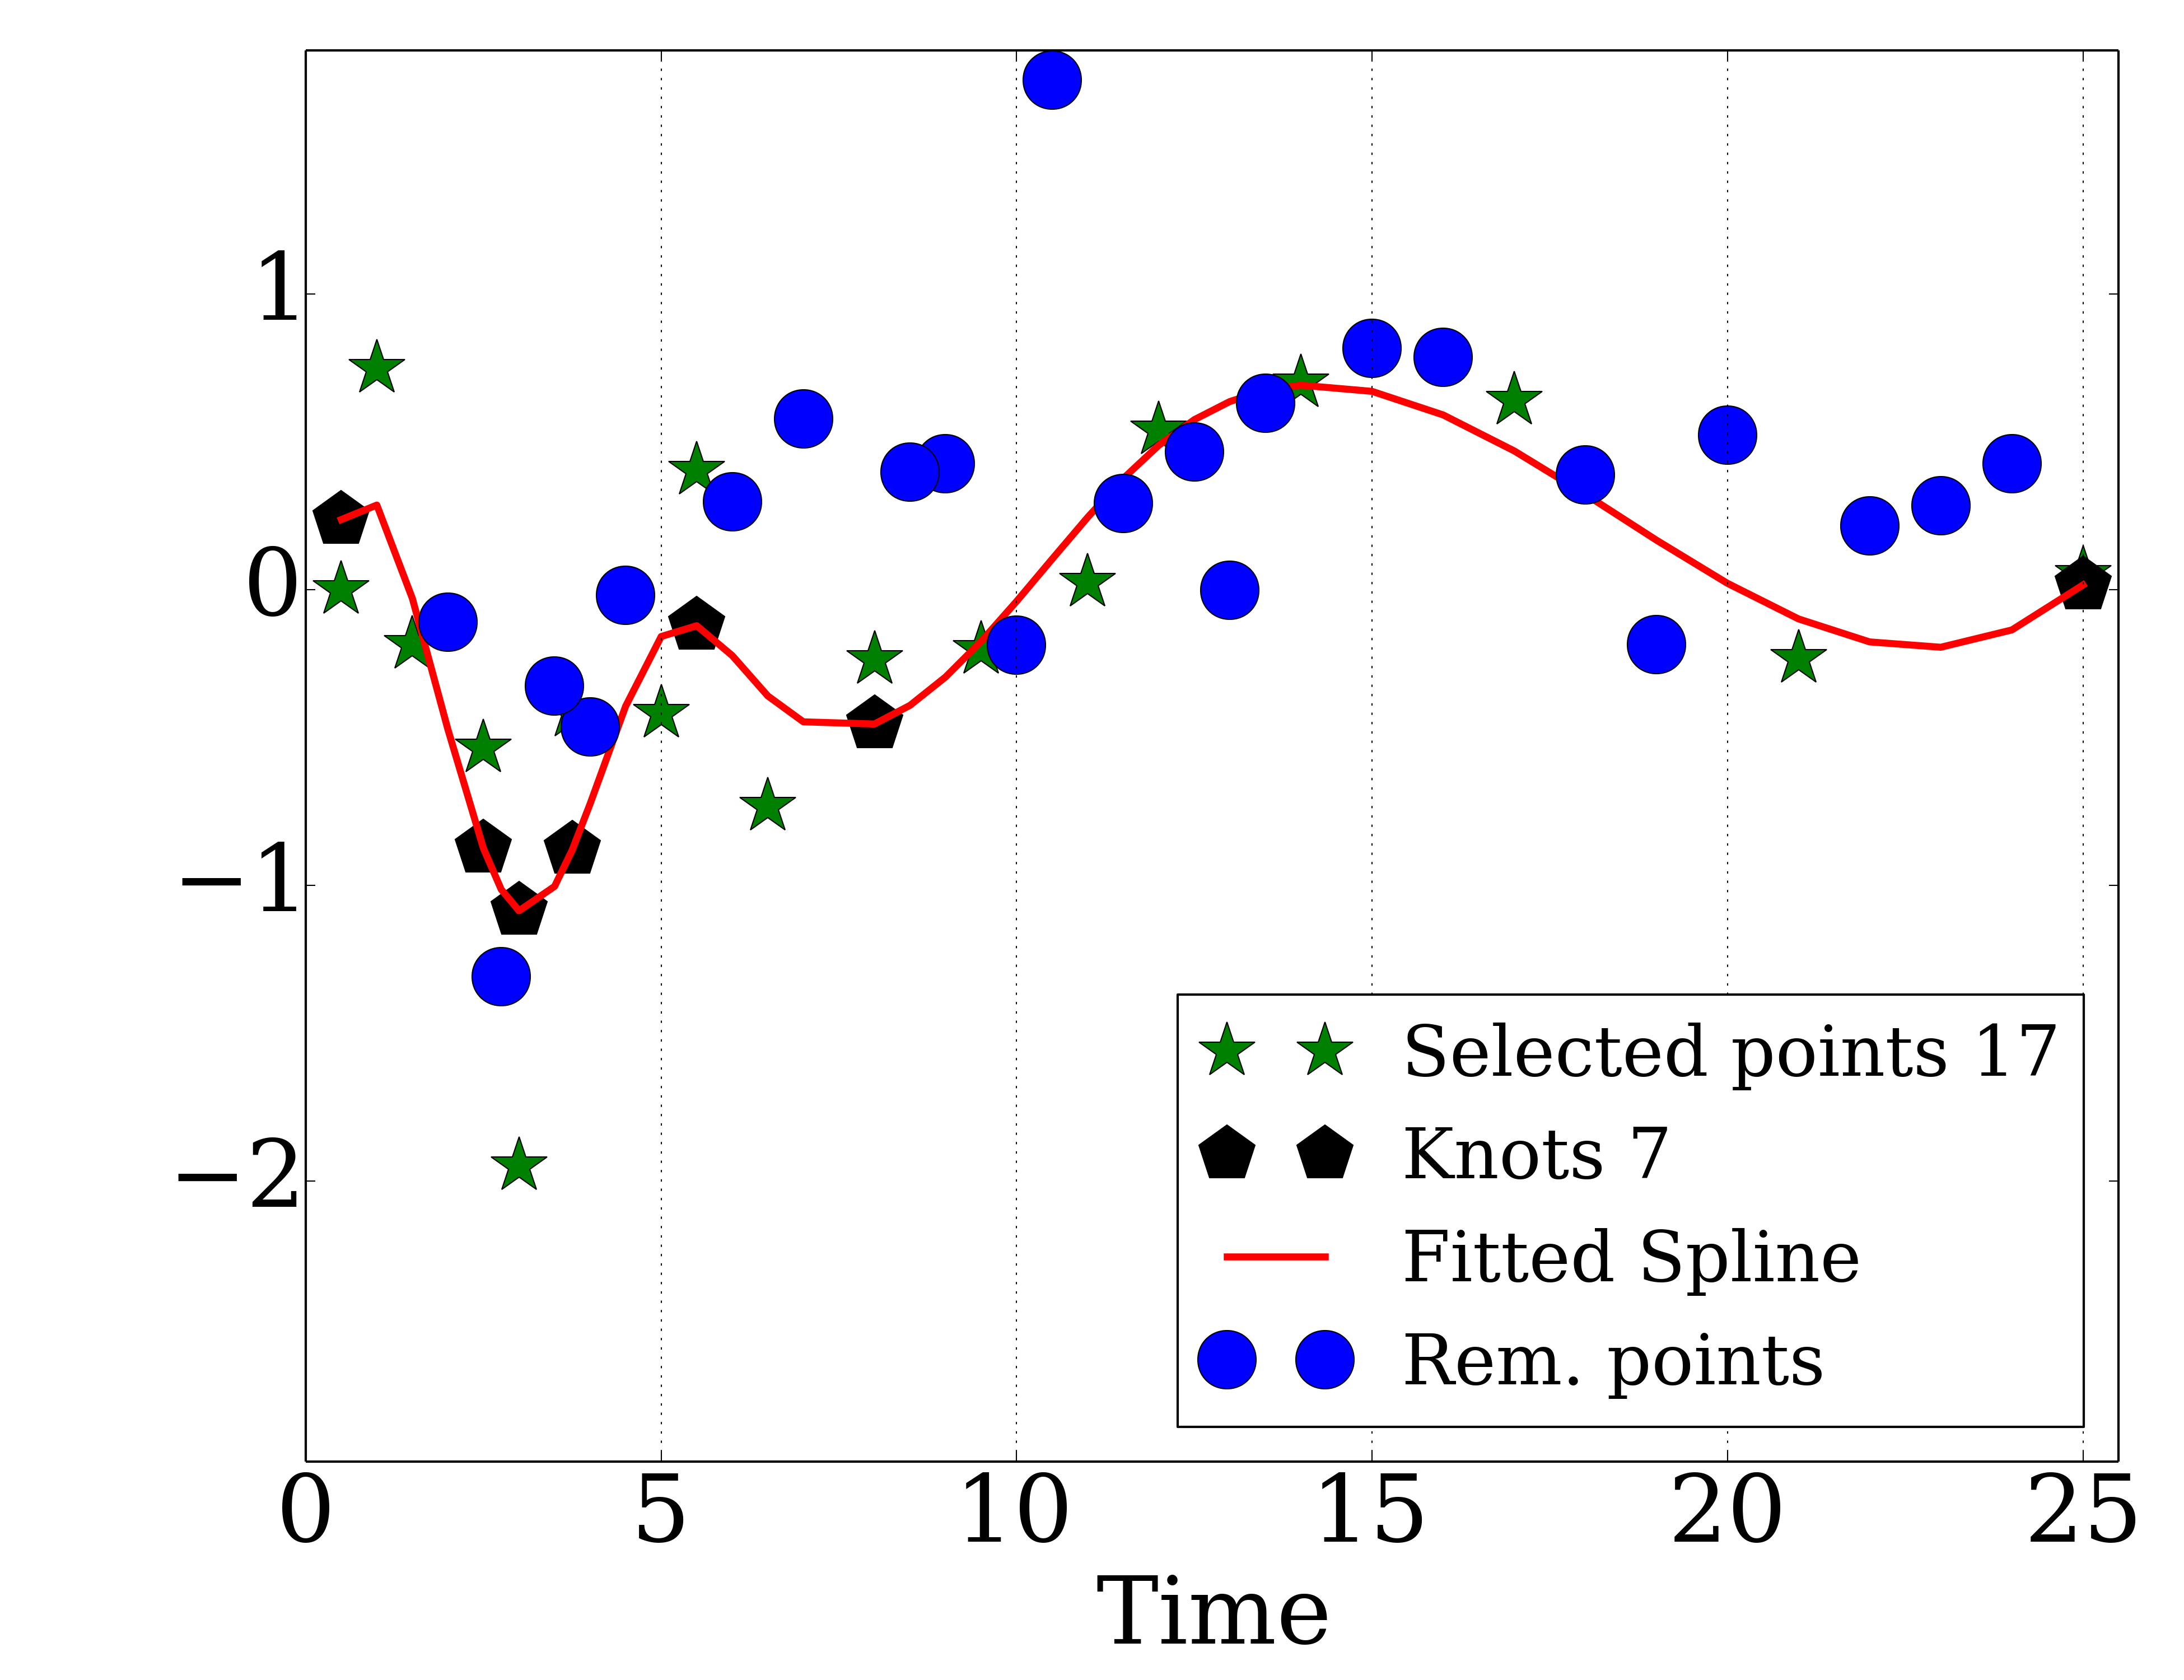 1
0
−1
−2
Selected points 17
Knots 7
Fitted Spline
Rem. points
0 5 10 15 20 25
Time